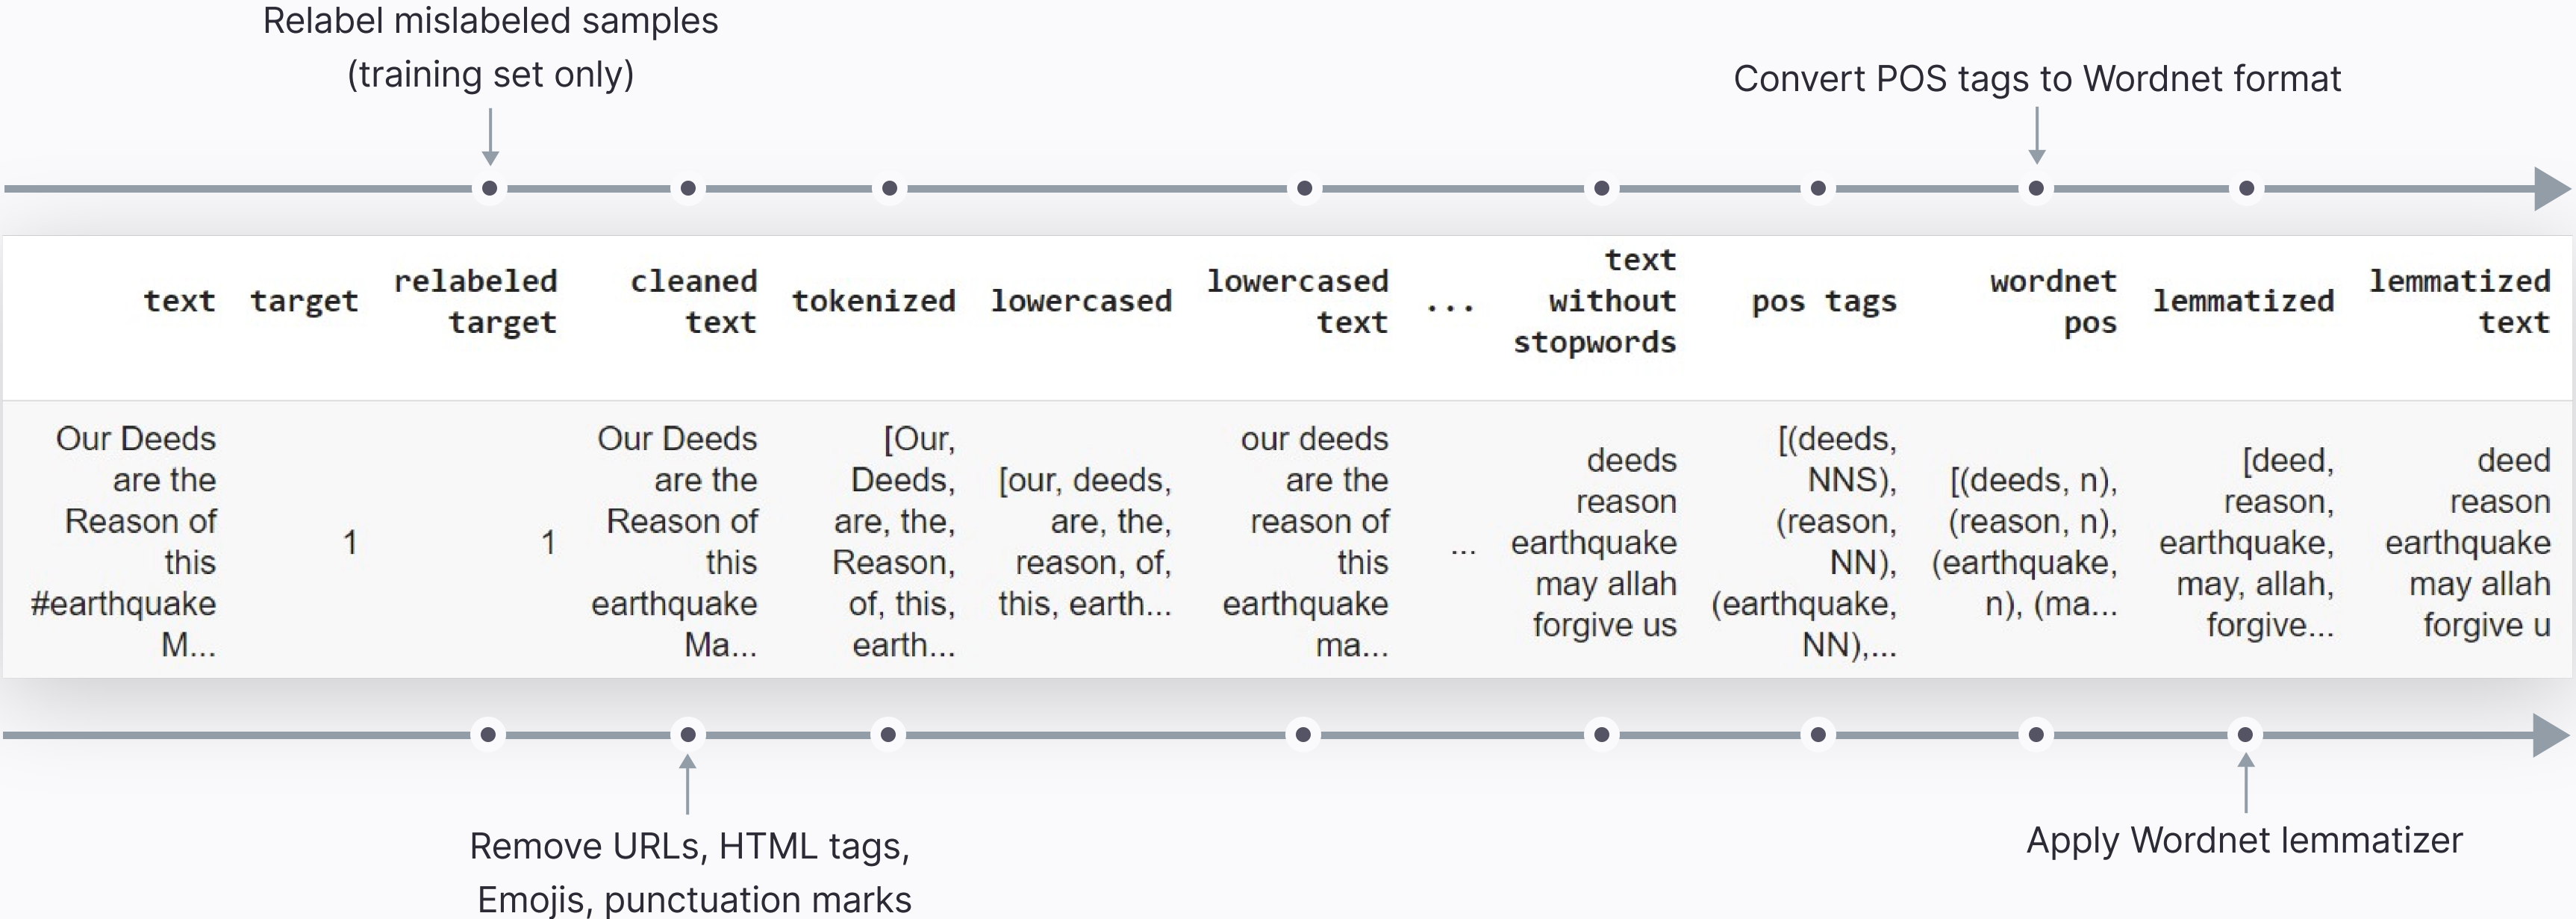 Relabel mislabeled samples
(training set only)
Convert POS tags to Wordnet format
text
target
relabeled
target
cleaned
text
tokenized
lowercased
lowercased
text
...
text
without
stopwords
pos tags
wordnet
pos
lemmatized
lemmatized
text
Our Deeds
are the
Reason of
this
#earthquake
M...
1
1
Our Deeds
are the
Reason of
this
earthquake
Ma...
[Our,
Deeds,
are, the,
Reason,
of, this,
earth...
[our, deeds,
are, the,
reason, of,
this, earth...
our deeds
are the
reason of
this
earthquake
ma...
...
deeds
reason
earthquake
may allah
forgive us
[(deeds,
NNS),
(reason,
NN),
(earthquake,
NN),...
[(deeds, n),
(reason, n),
(earthquake,
n), (ma...
[deed,
reason,
earthquake,
may, allah,
forgive...
deed
reason
earthquake
may allah
forgive u
Remove URLs, HTML tags,
Emojis, punctuation marks
Apply Wordnet lemmatizer